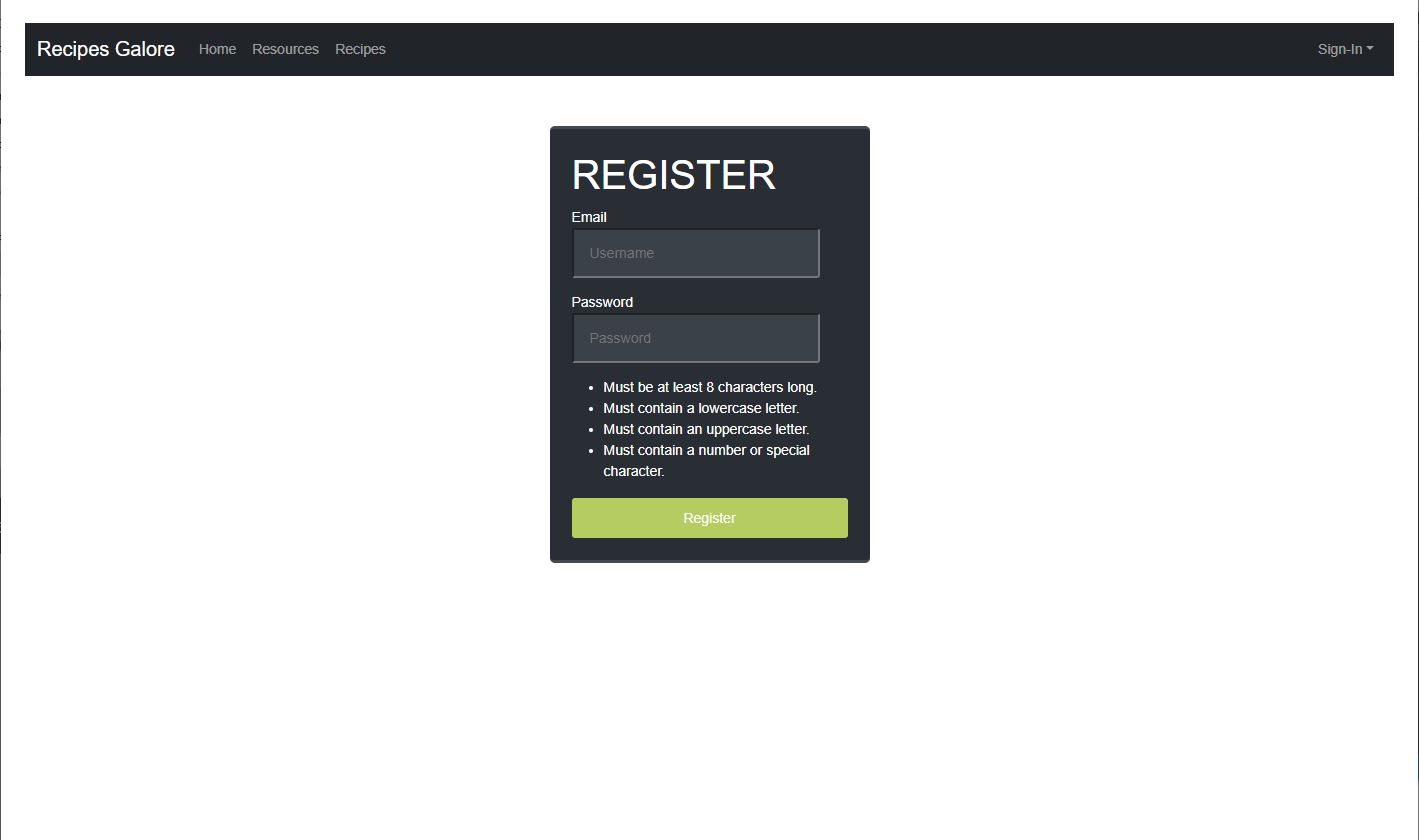 Recipes Galore Home Resources Recipes Sign-In
REGISTER
Email
Username
Password
Password
Must be at least 8 characters long.
Must contain a lowercase letter.
Must contain an uppercase letter.
Must contain a number or special
character.
Register